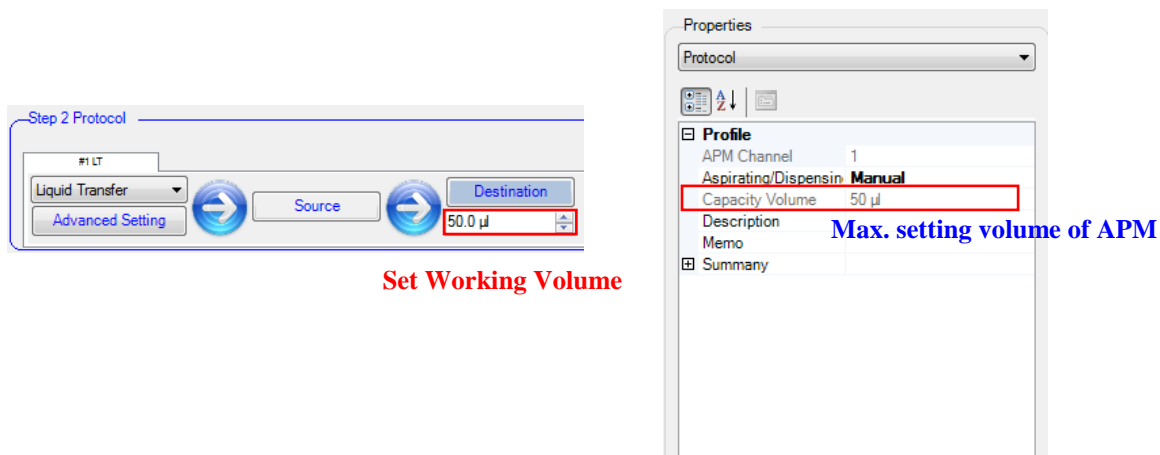 Step 2 Protocol
#1 LT
Liquid Transfer
Source
Destination
Advanced Setting
50.0 µl
Set Working Volume
Properties
Protocol
Profile
APM Channel 1
Aspirating/Dispensin Manual
Capacity Volume 50 µl
Description
Max. setting volume of APM
Memo
Summany